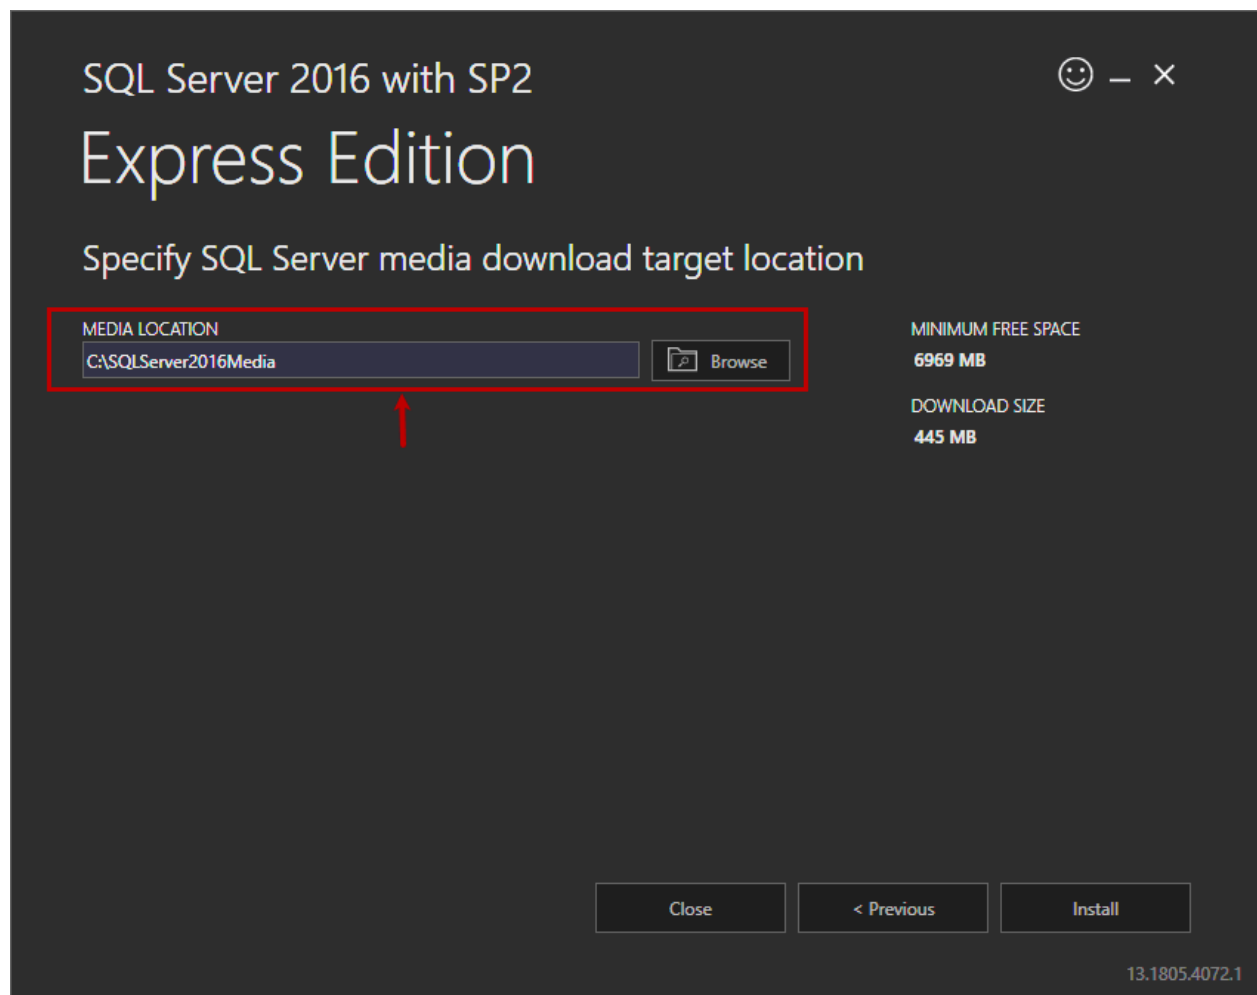 SQL Server 2016 with SP2
Express Edition
Specify SQL Server media download target location
MEDIA LOCATION
C:\SQLServer2016Media
Browse
MINIMUM FREE SPACE
6969 MB
DOWNLOAD SIZE
445 MB
Close
< Previous
Install
13.1805.4072.1